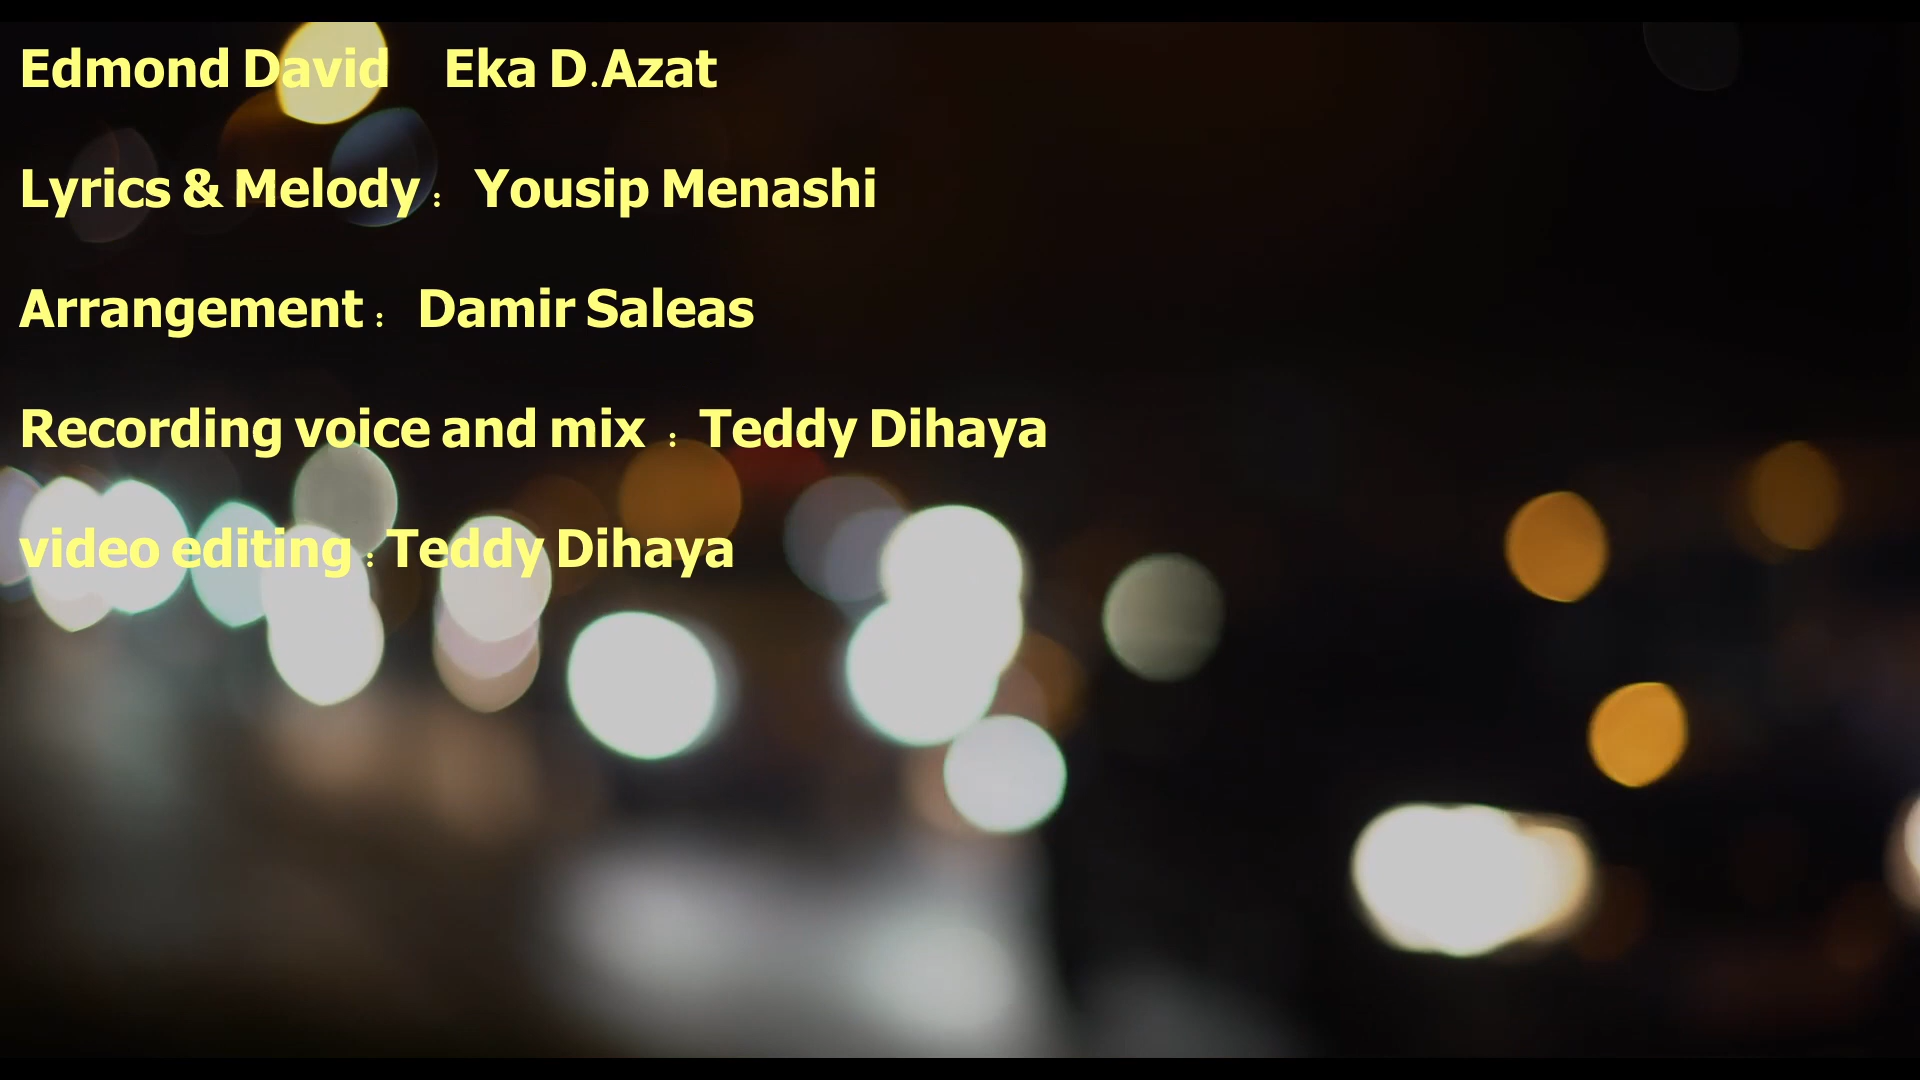 Edmond David Eka D.Azat
Lyrics & Melody : Yousip Menashi
Arrangement : Damir Saleas
Recording voice and mix : Teddy Dihaya
video editing : Teddy Dihaya